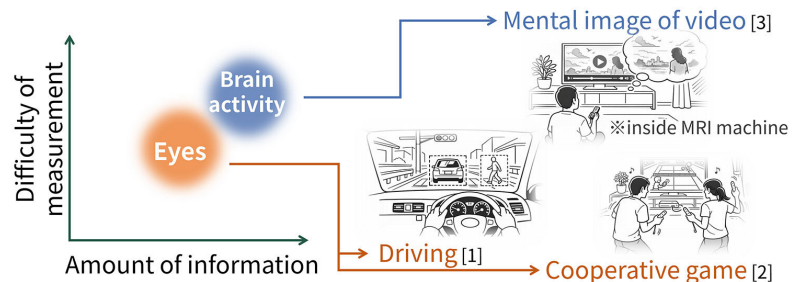 Difficulty of
measurement
Amount of information
Brain
activity
Eyes
Mental image of video [3]
※inside MRI machine
Driving [1]
Cooperative game [2]